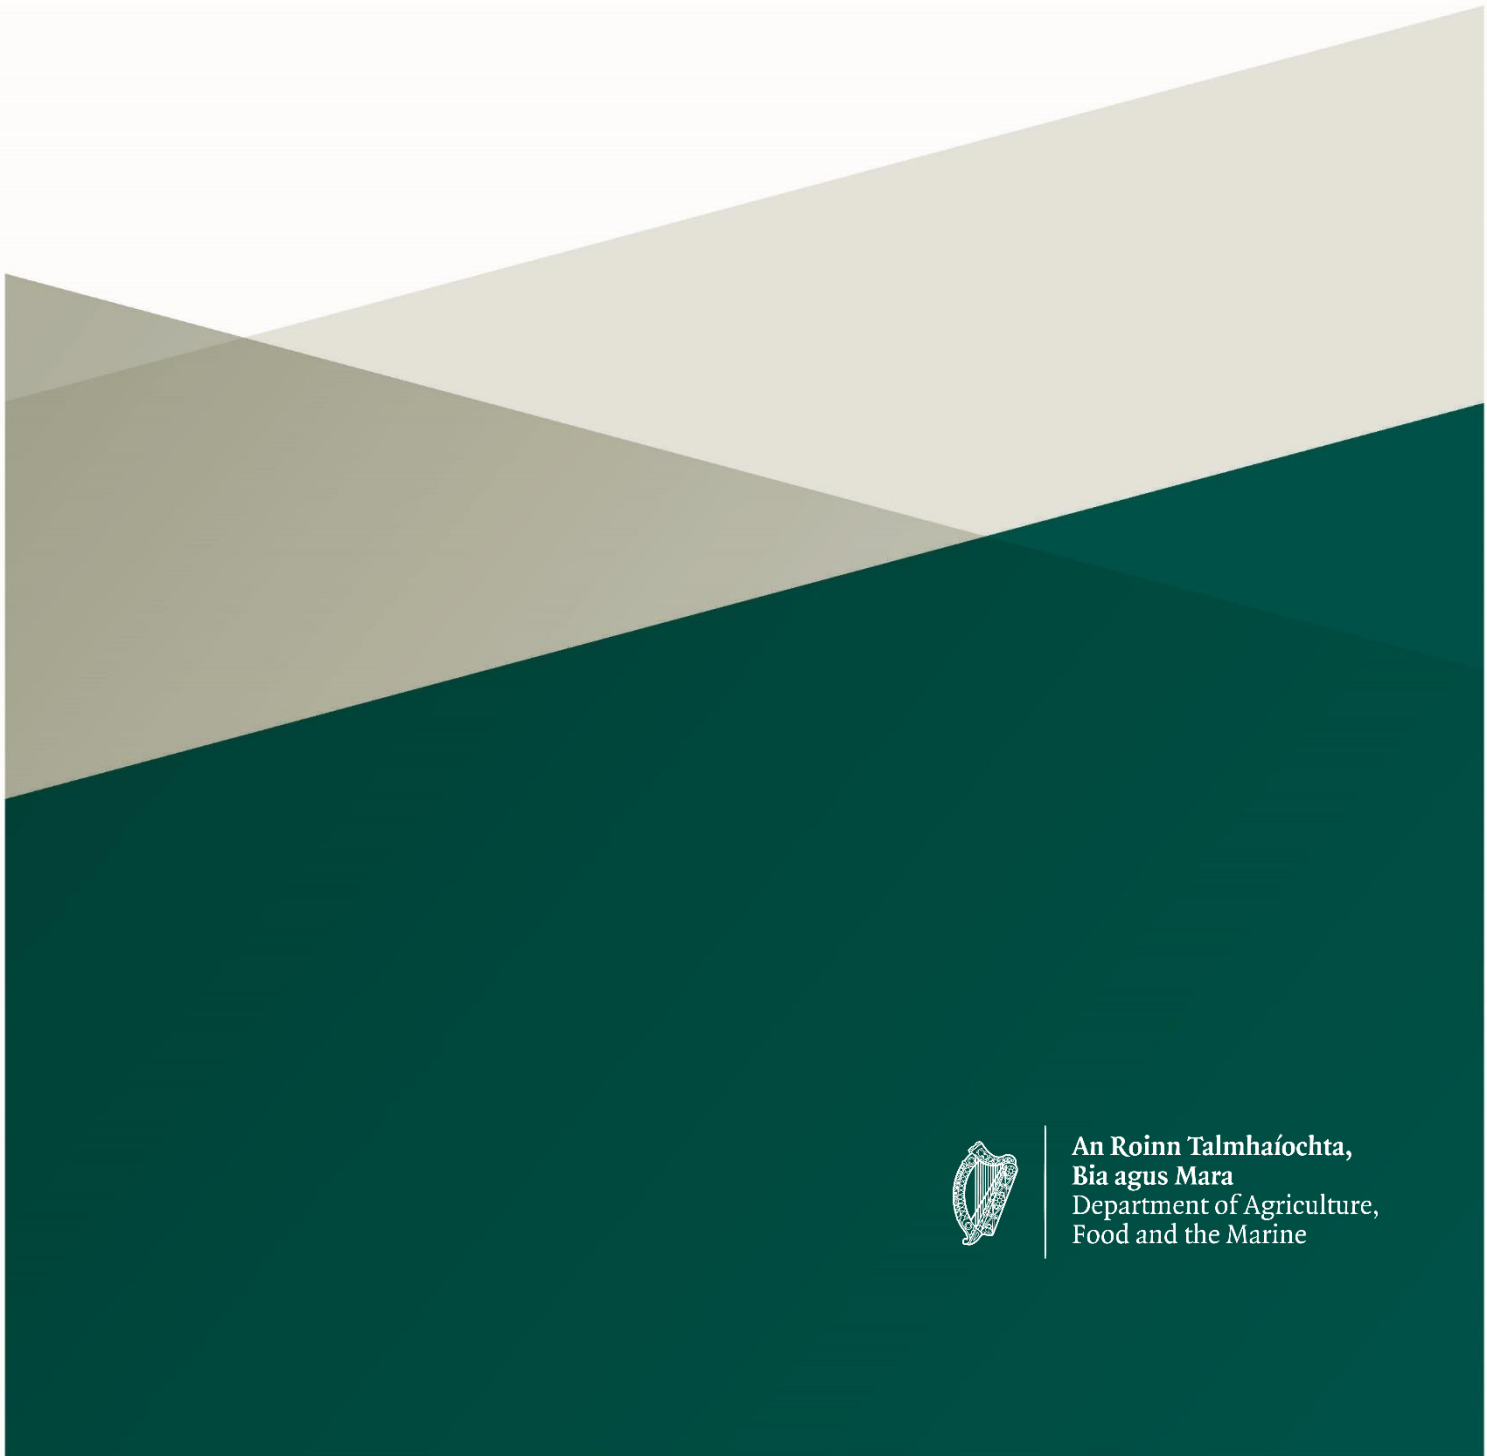 An Roinn Talmhaíochta,
Bia agus Mara
Department of Agriculture,
Food and the Marine